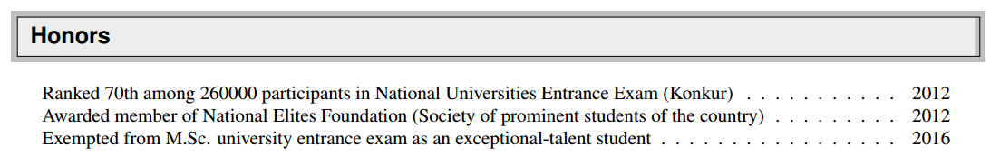 Honors
Ranked 70th among 260000 participants in National Universities Entrance Exam (Konkur) . . . . . . . . . . . 2012
Awarded member of National Elites Foundation (Society of prominent students of the country) . . . . . . . . . 2012
Exempted from M.Sc. university entrance exam as an exceptional-talent student . . . . . . . . . . . . . . . . . . 2016